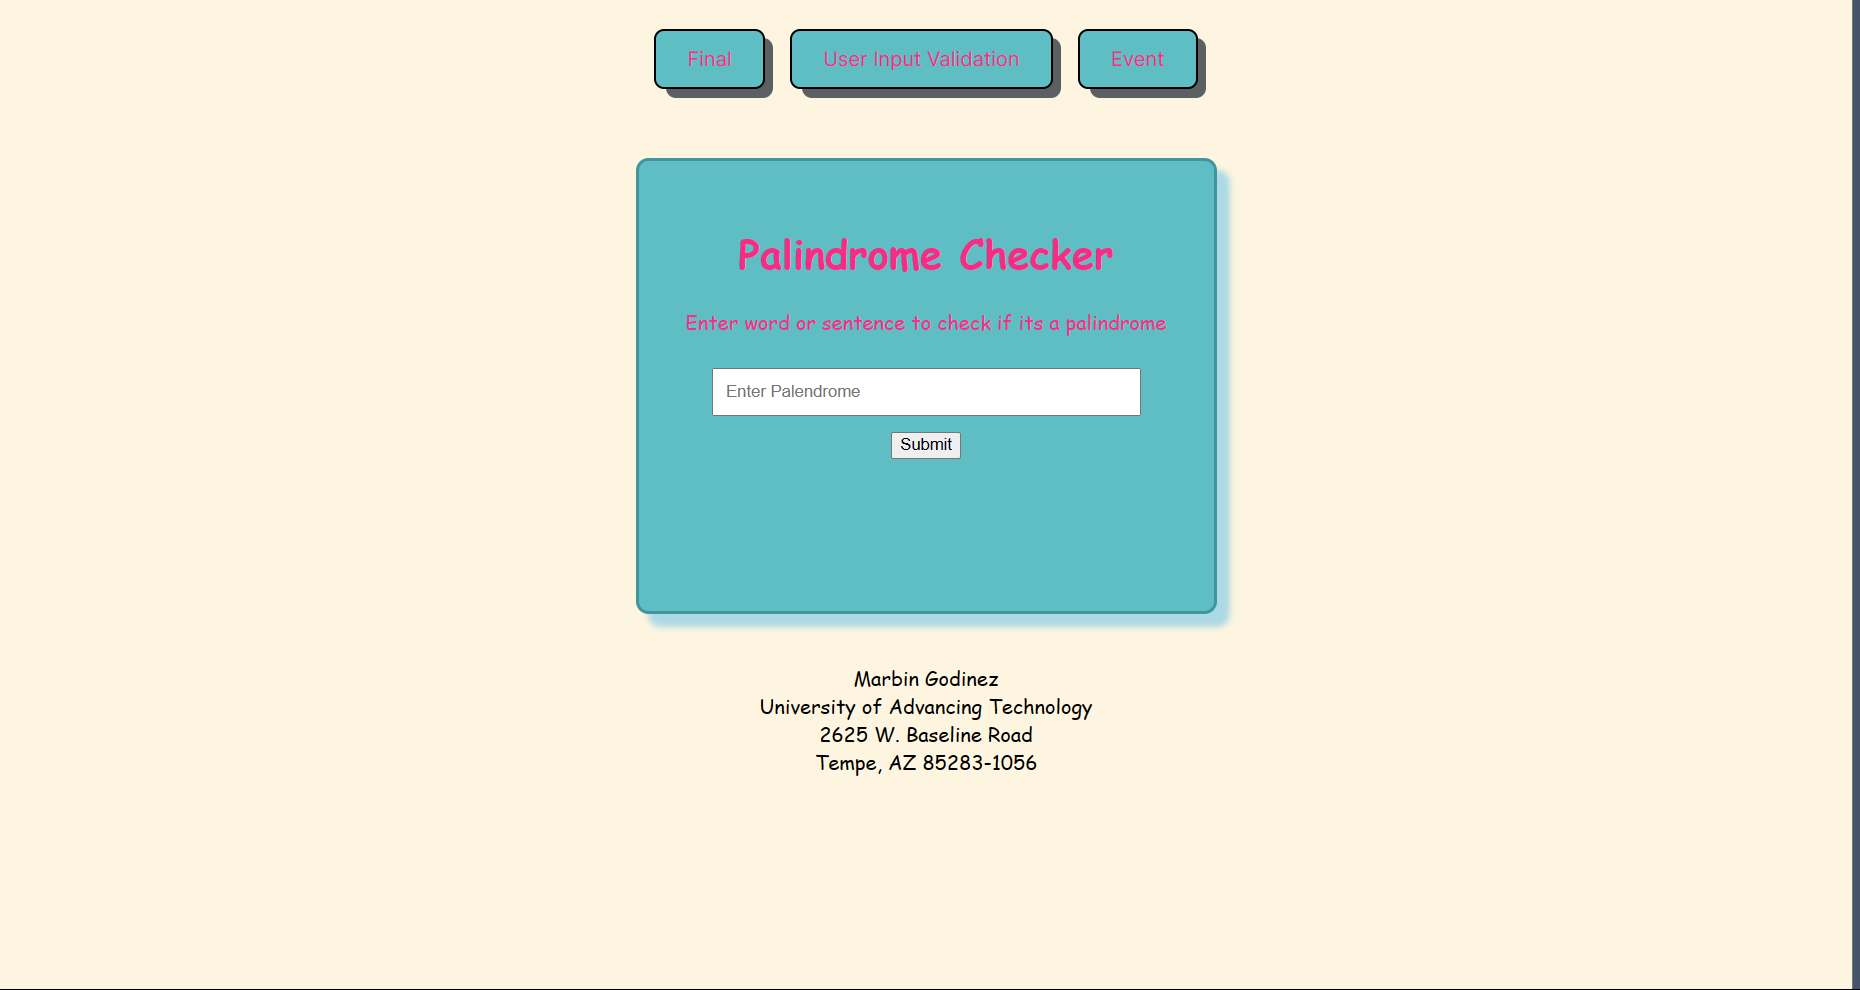 Final
User Input Validation
Event
Palindrome Checker
Enter word or sentence to check if its a palindrome
Enter Palendrome
Submit
Marbin Godinez
University of Advancing Technology
2625 W. Baseline Road
Tempe, AZ 85283-1056